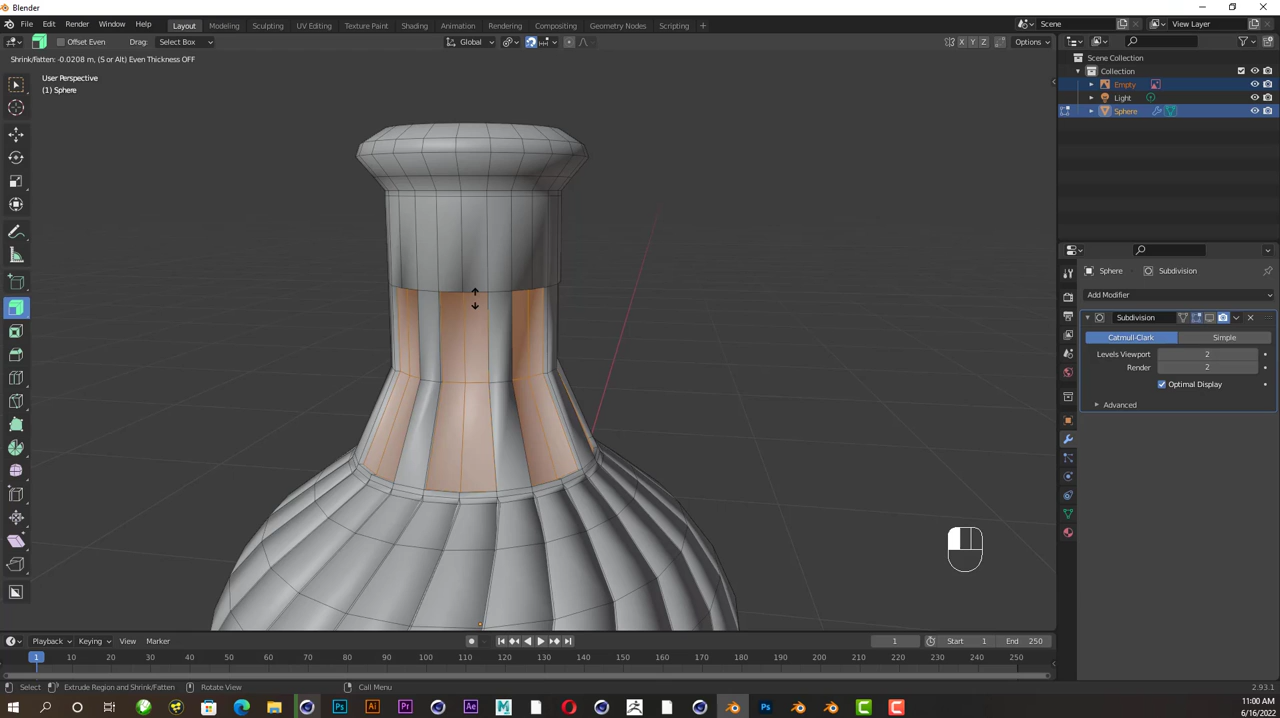 Blender
File Edit Render Window Help
Layout Modeling Sculpting UV Editing Texture Paint Shading Animation Rendering Compositing Geometry Nodes Scripting +
Scene
View Layer
Offset Even Drag: Select Box
Global
X Y Z
Options
Shrink/Fatten: -0.0208 m, (S or Alt) Even Thickness OFF
User Perspective
(1) Sphere
Scene Collection
Collection
Empty
Light
Sphere
Sphere Subdivision
Add Modifier
Subdivision
Catmull-Clark Simple
Levels Viewport 2
Render 2
Optimal Display
Advanced
Playback Keying View Marker
1 Start 1 End 250
1 10 20 30 40 50 60 70 80 90 100 110 120 130 140 150 160 170 180 190 200 210 220 230 240 250
Select Extrude Region and Shrink/Fatten Rotate View Call Menu
2.93.1
Ps Ai Pr Ae M Ps C C
11:00 AM
6/16/2022